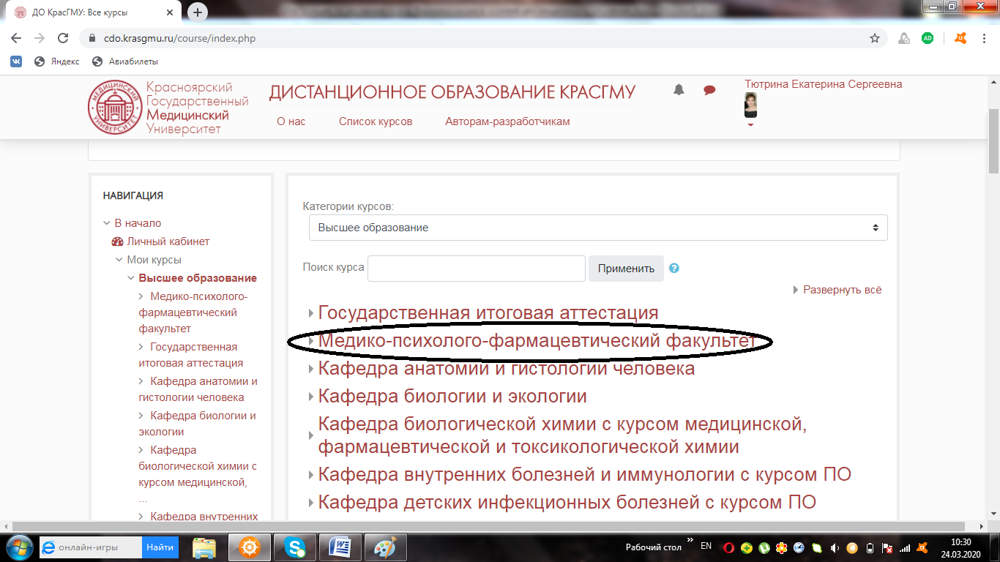 ДО КрасГМУ: Все курсы
cdo.krasgmu.ru/course/index.php
Яндекс
Авиабилеты
МЕДИЦИНСКИЙ УНИВЕРСИТЕТ
Красноярский
Государственный
Медицинский
Университет
ДИСТАНЦИОННОЕ ОБРАЗОВАНИЕ КРАСГМУ
О нас Список курсов Авторам-разработчикам
Тютрина Екатерина Сергеевна
НАВИГАЦИЯ
В начало
Личный кабинет
Мои курсы
Высшее образование
Медико-психолого-
фармацевтический
факультет
Государственная
итоговая аттестация
Кафедра анатомии и
гистологии человека
Кафедра биологии и
экологии
Кафедра
биологической химии с
курсом медицинской,
...
Кафедра внутренних
Категории курсов:
Высшее образование
Поиск курса Применить
Развернуть всё
Государственная итоговая аттестация
Медико-психолого-фармацевтический факультет
Кафедра анатомии и гистологии человека
Кафедра биологии и экологии
Кафедра биологической химии с курсом медицинской,
фармацевтической и токсикологической химии
Кафедра внутренних болезней и иммунологии с курсом ПО
Кафедра детских инфекционных болезней с курсом ПО
онлайн-игры Найти
Рабочий стол » EN
10:30
24.03.2020